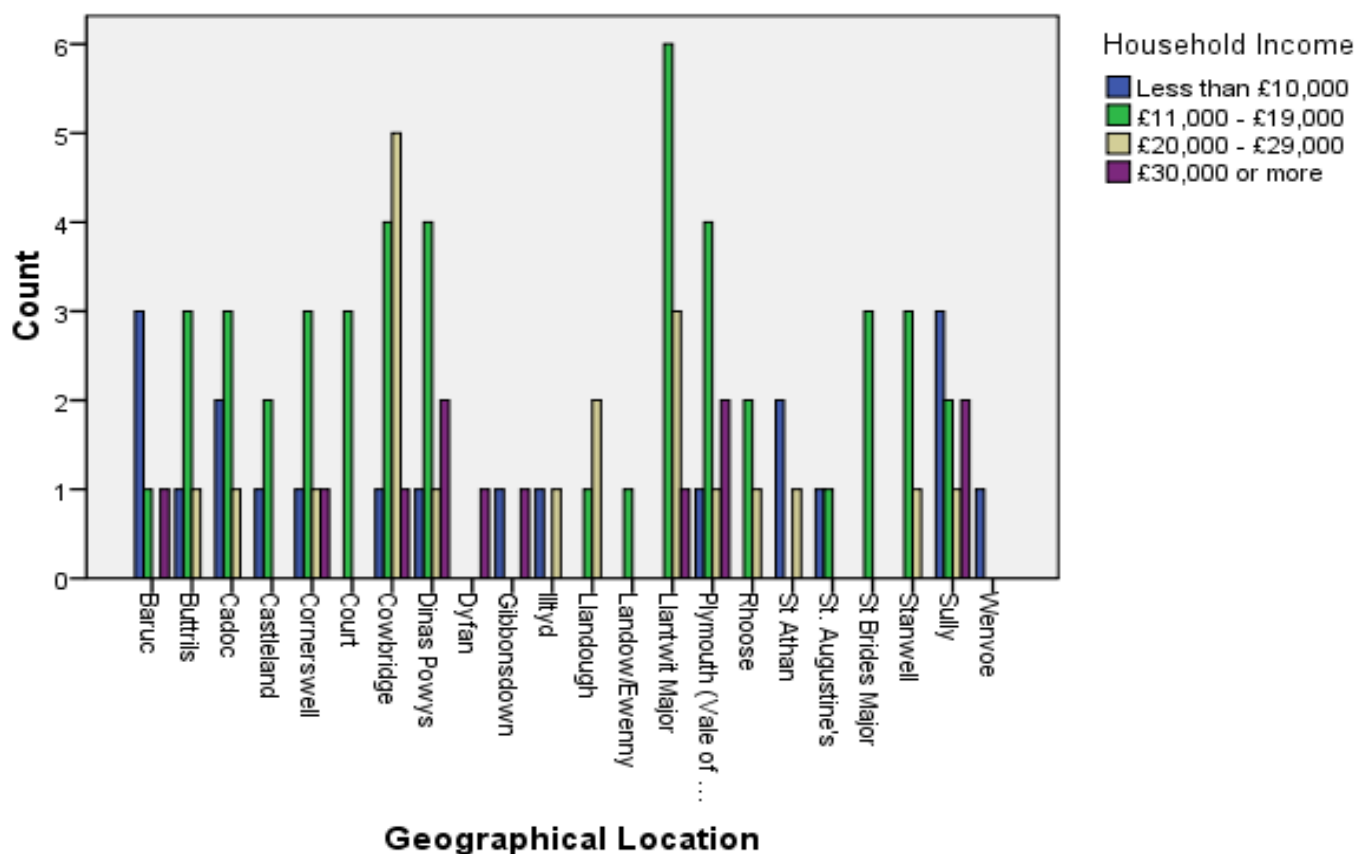 Household Income
Less than £10,000
£11,000 - £19,000
£20,000 - £29,000
£30,000 or more
Count
6
5
4
3
2
1
0
Baruc
Buttrils
Cadoc
Castleland
Cornerswell
Court
Cowbridge
Dinas Powys
Dyfan
Gibbonsdown
Illtyd
Llandough
Landow/Ewenny
Llantwit Major
Plymouth (Vale of ...
Rhoose
St Athan
St. Augustine's
St Brides Major
Stanwell
Sully
Wenvoe
Geographical Location